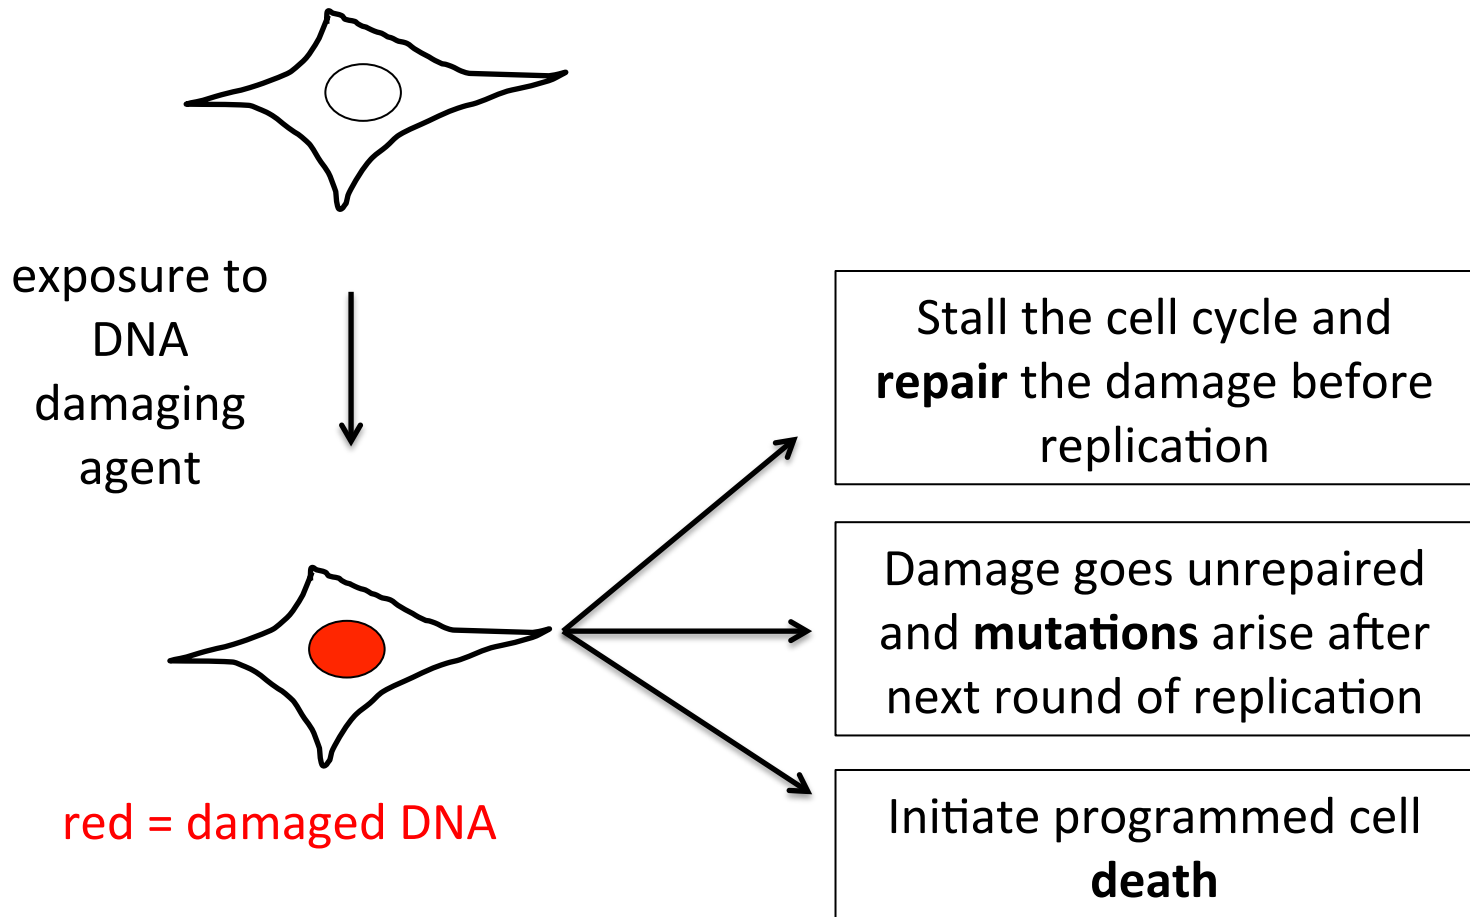 exposure to
DNA
damaging
agent
Stall the cell cycle and
repair the damage before
replication
Damage goes unrepaired
and mutations arise after
next round of replication
Initiate programmed cell
death
red = damaged DNA